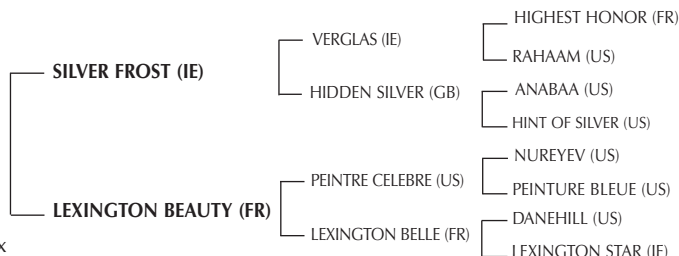 HIGHEST HONOR (FR)
VERGLAS (IE)
RAHAAM (US)
SILVER FROST (IE)
HIDDEN SILVER (GB)
ANABAA (US)
HINT OF SILVER (US)
NUREYEV (US)
PEINTRE CELEBRE (US)
PEINTURE BLEUE (US)
LEXINGTON BEAUTY (FR)
DANEHILL (US)
LEXINGTON BELLE (FR)
LEXINGTON STAR (IE)
x